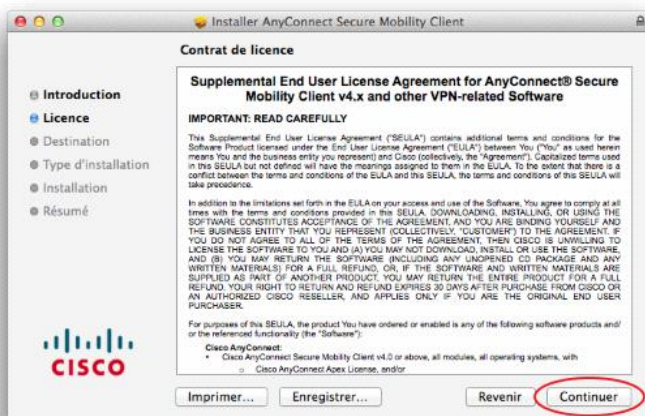 Installer AnyConnect Secure Mobility Client
Contrat de licence
Introduction
Licence
Destination
Type d'installation
Installation
Résumé
Supplemental End User License Agreement for AnyConnect® Secure
Mobility Client v4.x and other VPN-related Software
IMPORTANT: READ CAREFULLY
This Supplemental End User License Agreement ("SEULA") contains additional terms and conditions for the
Software Product licensed under the End User License Agreement ("EULA") between You ("You" as used herein
means You and the business entity you represent) and Cisco (collectively, the "Agreement"). Capitalized terms used
in this SEULA but not defined will have the meanings assigned to them in the EULA. To the extent that there is a
conflict between the terms and conditions of the EULA and this SEULA, the terms and conditions of this SEULA will
take precedence.
In addition to the limitations set forth in the EULA on your access and use of the Software, You agree to comply at all
times with the terms and conditions provided in this SEULA. DOWNLOADING, INSTALLING, OR USING THE
SOFTWARE CONSTITUTES ACCEPTANCE OF THE AGREEMENT, AND YOU ARE BINDING YOURSELF AND
THE BUSINESS ENTITY THAT YOU REPRESENT (COLLECTIVELY, "CUSTOMER") TO THE AGREEMENT. IF
YOU DO NOT AGREE TO ALL OF THE TERMS OF THE AGREEMENT, THEN CISCO IS UNWILLING TO
LICENSE THE SOFTWARE TO YOU AND (A) YOU MAY NOT DOWNLOAD, INSTALL OR USE THE SOFTWARE,
AND (B) YOU MAY RETURN THE SOFTWARE (INCLUDING ANY UNOPENED CD PACKAGE AND ANY
WRITTEN MATERIALS) FOR A FULL REFUND, OR, IF THE SOFTWARE AND WRITTEN MATERIALS ARE
SUPPLIED AS PART OF ANOTHER PRODUCT, YOU MAY RETURN THE ENTIRE PRODUCT FOR A FULL
REFUND. YOUR RIGHT TO RETURN AND REFUND EXPIRES 30 DAYS AFTER PURCHASE FROM CISCO OR
AN AUTHORIZED CISCO RESELLER, AND APPLIES ONLY IF YOU ARE THE ORIGINAL END USER
PURCHASER.
For purposes of this SEULA, the product You have ordered or enabled is any of the following software products and/
or the referenced functionality (the "Software"):
Cisco AnyConnect:
• Cisco AnyConnect Secure Mobility Client v4.0 or above, all modules, all operating systems, with
o Cisco AnyConnect Apex License, and/or
CISCO
Imprimer... Enregistrer... Revenir Continuer